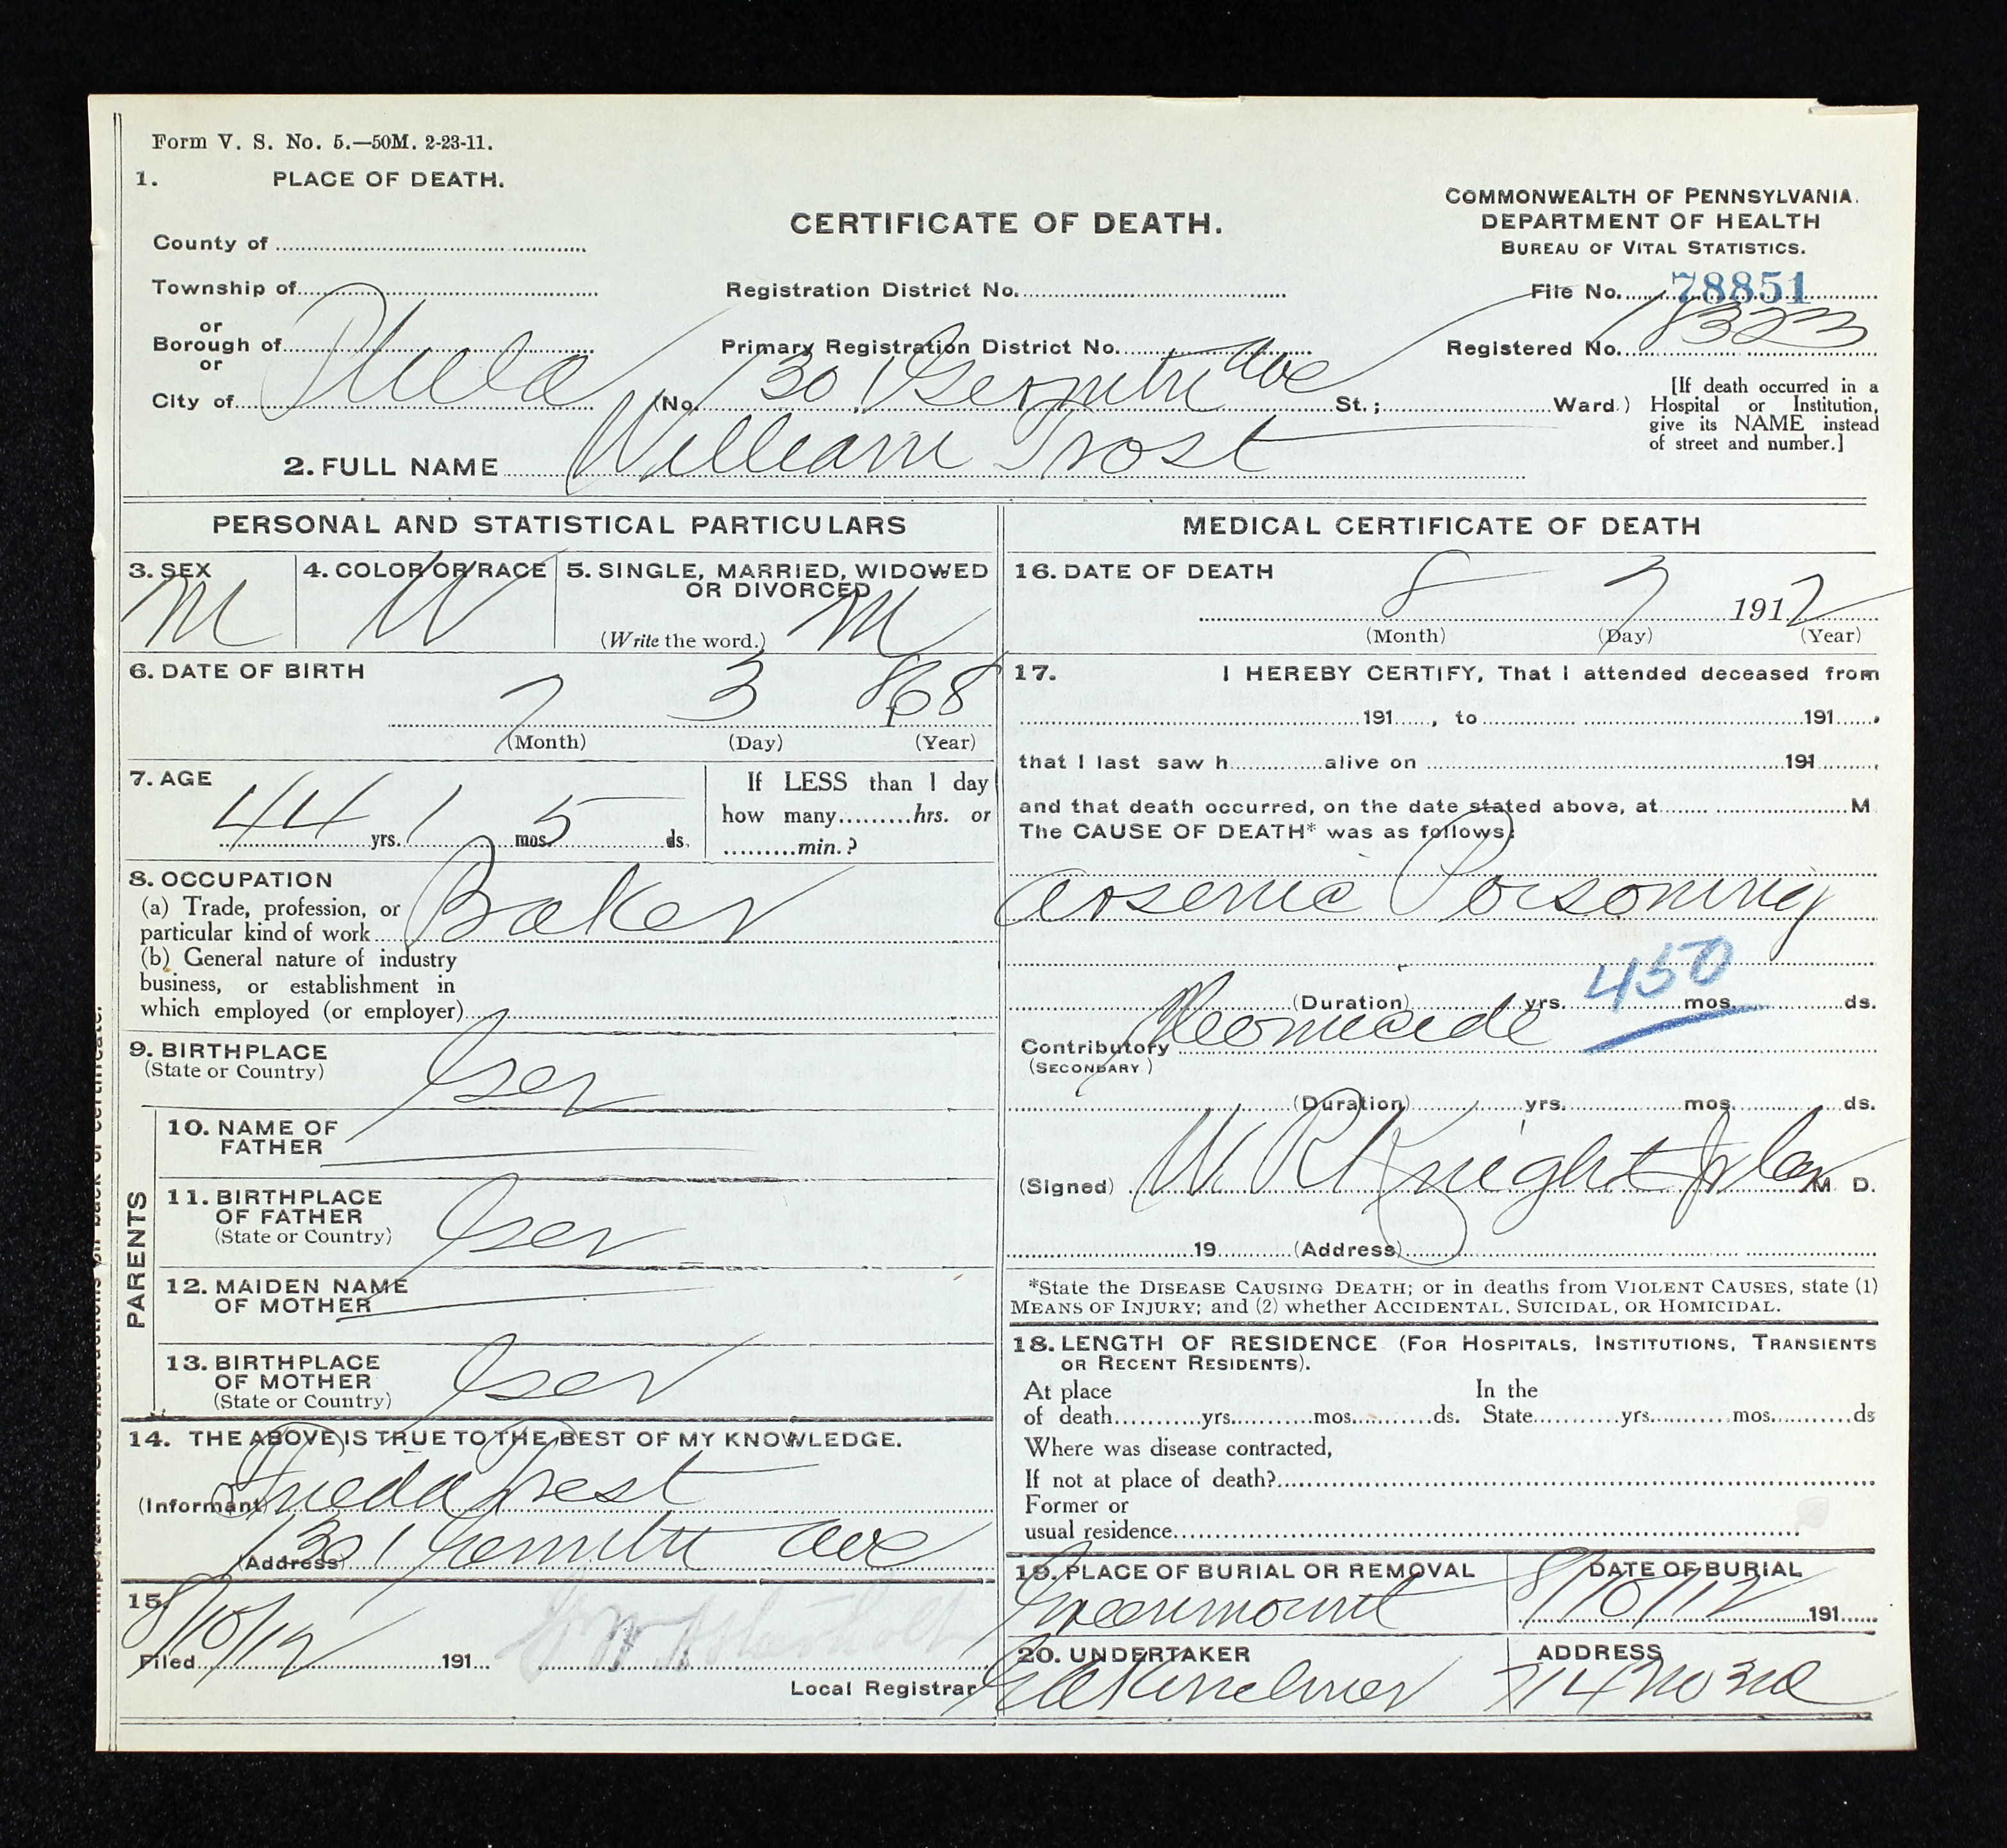 Form V. S. No. 5.—50M. 2-23-11.
1. PLACE OF DEATH.
COMMONWEALTH OF PENNSYLVANIA.
DEPARTMENT OF HEALTH
BUREAU OF VITAL STATISTICS.
CERTIFICATE OF DEATH.
County of
Township of
Registration District No.
File No. 78851
or
Borough of
Primary Registration District No.
Registered No. 18323
or
City of Phila (No. 1301 Ave St.; Ward.)
[If death occurred in a
Hospital or Institution,
give its NAME instead
of street and number.]
2. FULL NAME William Trost
PERSONAL AND STATISTICAL PARTICULARS
3. SEX M
4. COLOR OR RACE W
5. SINGLE, MARRIED, WIDOWED
OR DIVORCED
(Write the word.) M
6. DATE OF BIRTH
7 3 868
(Month) (Day) (Year)
7. AGE
44 yrs. 1 mos. 5 ds.
If LESS than 1 day
how many hrs. or
min.?
8. OCCUPATION
(a) Trade, profession, or
particular kind of work Baker
(b) General nature of industry
business, or establishment in
which employed (or employer)
9. BIRTHPLACE
(State or Country) Ger
PARENTS
10. NAME OF
FATHER
11. BIRTHPLACE
OF FATHER
(State or Country) Ger
12. MAIDEN NAME
OF MOTHER
13. BIRTHPLACE
OF MOTHER
(State or Country) Ger
14. THE ABOVE IS TRUE TO THE BEST OF MY KNOWLEDGE.
(Informant) Frieda Trost
(Address) 1301 Ave
15.
Filed 8/10/12 191
Local Registrar
MEDICAL CERTIFICATE OF DEATH
16. DATE OF DEATH
8 7 1912
(Month) (Day) (Year)
17. I HEREBY CERTIFY, That I attended deceased from
191 , to 191 .
that I last saw h alive on 191 ,
and that death occurred, on the date stated above, at M
The CAUSE OF DEATH* was as follows:
Arsenic Poisoning
450
(Duration) yrs. mos. ds.
Contributory Homicide
(SECONDARY)
(Duration) yrs. mos. ds.
(Signed) W. R. Knight Jr Cor M. D.
19 (Address)
*State the DISEASE CAUSING DEATH; or in deaths from VIOLENT CAUSES, state (1)
MEANS OF INJURY; and (2) whether ACCIDENTAL, SUICIDAL, OR HOMICIDAL.
18. LENGTH OF RESIDENCE (FOR HOSPITALS, INSTITUTIONS, TRANSIENTS
OR RECENT RESIDENTS).
At place In the
of death yrs. mos. ds. State yrs. mos. ds
Where was disease contracted,
If not at place of death?
Former or
usual residence
19. PLACE OF BURIAL OR REMOVAL
Greenmount
DATE OF BURIAL
8/10/12 191
20. UNDERTAKER
ADDRESS
714 No 3rd